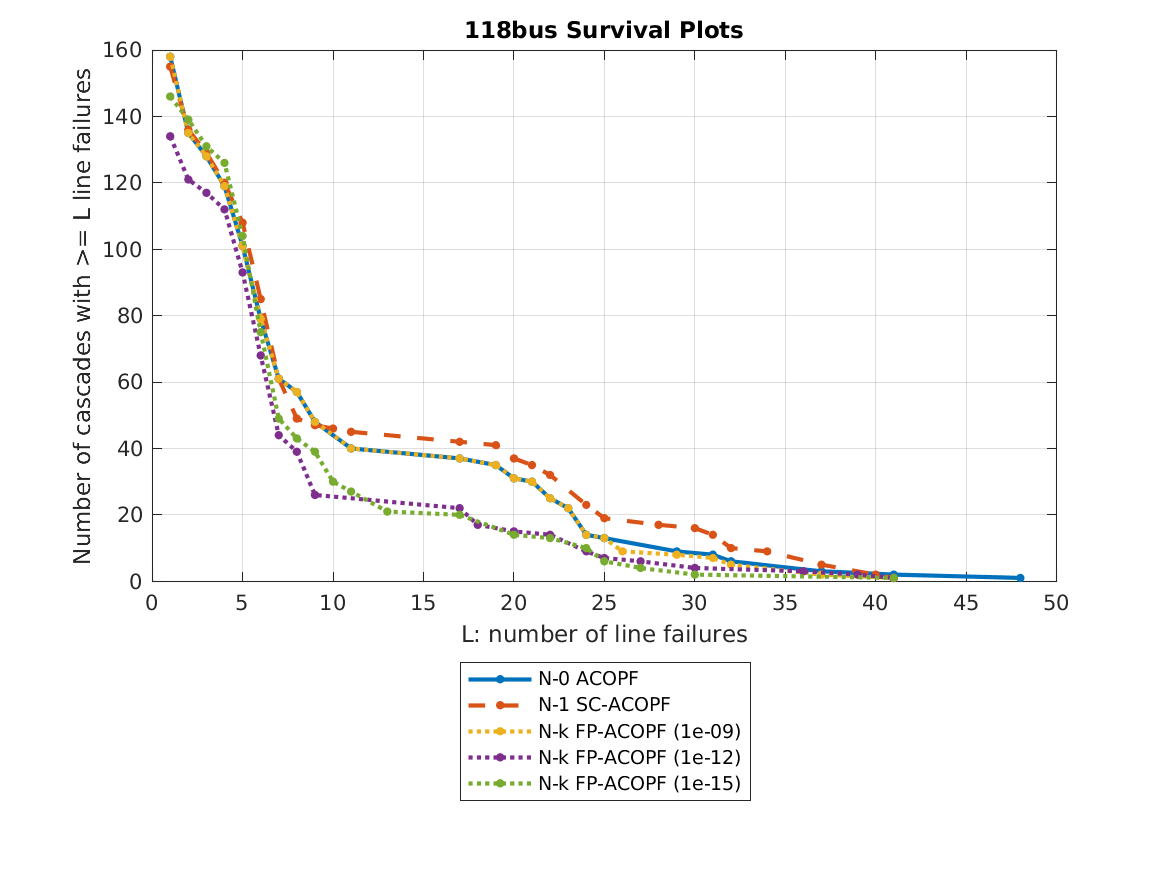 118bus Survival Plots
Number of cascades with >= L line failures
160
140
120
100
80
60
40
20
0
0 5 10 15 20 25 30 35 40 45 50
L: number of line failures
N-0 ACOPF
N-1 SC-ACOPF
N-k FP-ACOPF (1e-09)
N-k FP-ACOPF (1e-12)
N-k FP-ACOPF (1e-15)